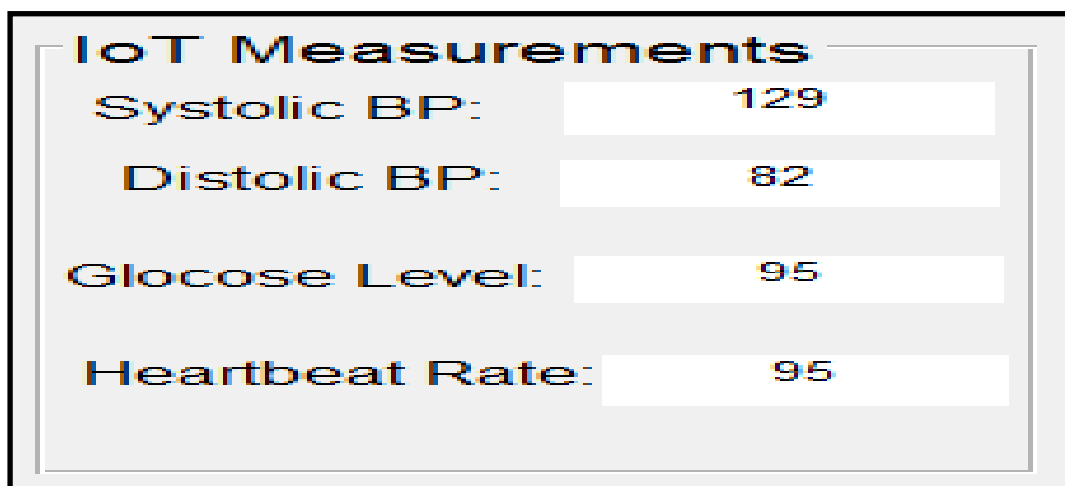 IoT Measurements
Systolic BP: 129
Distolic BP: 82
Glocose Level: 95
Heartbeat Rate: 95